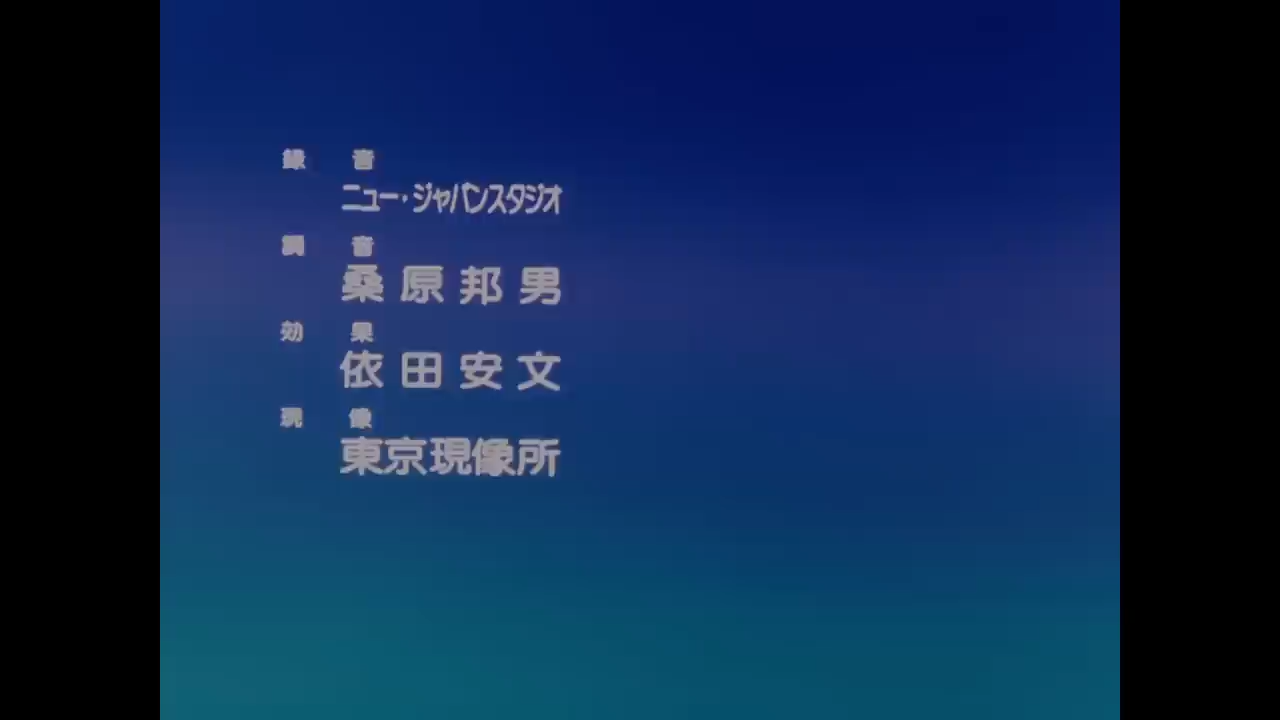 録 音
ニュー・ジャパンスタジオ
調 音
桑原邦男
効 果
依田安文
現 像
東京現像所